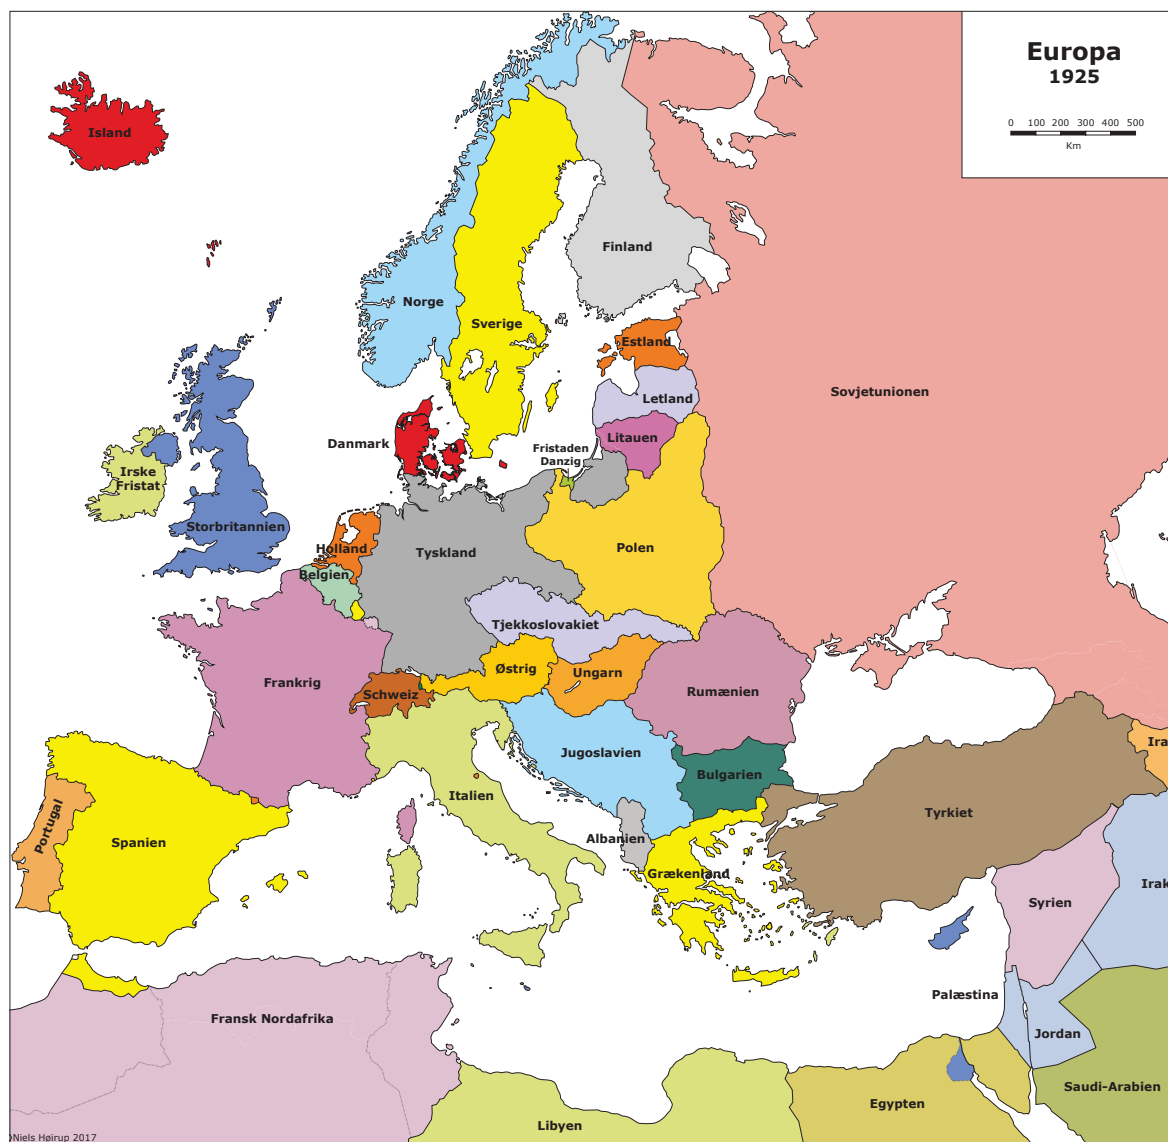 Europa
1925
0 100 200 300 400 500
Km
Island
Finland
Norge
Sverige
Estland
Letland
Sovjetunionen
Litauen
Danmark
Fristaden
Danzig
Irske
Fristat
Storbritannien
Holland
Tyskland
Polen
Belgien
Tjekkoslovakiet
Østrig
Ungarn
Frankrig
Schweiz
Rumænien
Jugoslavien
Bulgarien
Ira
Italien
Portugal
Spanien
Albanien
Tyrkiet
Grækenland
Syrien
Irak
Palæstina
Fransk Nordafrika
Jordan
Saudi-Arabien
Egypten
Libyen
Niels Høirup 2017